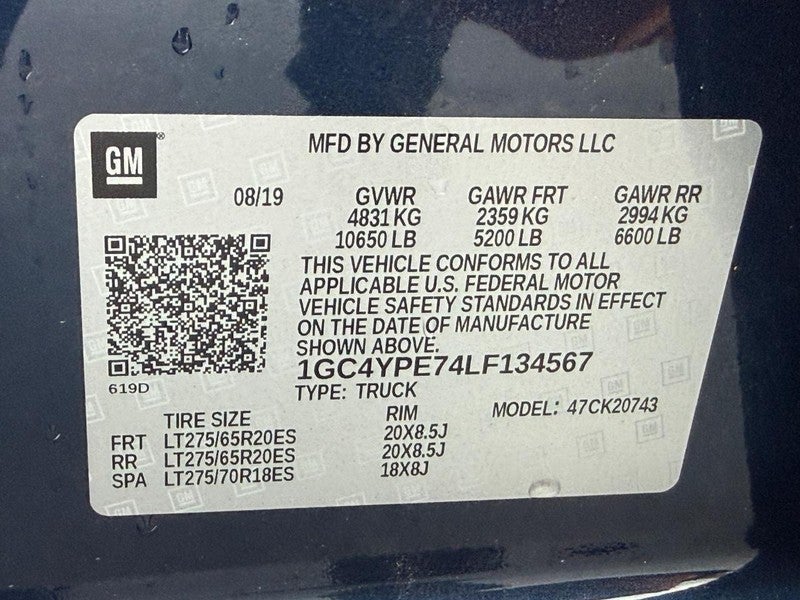 GM
MFD BY GENERAL MOTORS LLC
08/19 GVWR GAWR FRT GAWR RR
4831 KG 2359 KG 2994 KG
10650 LB 5200 LB 6600 LB
THIS VEHICLE CONFORMS TO ALL
APPLICABLE U.S. FEDERAL MOTOR
VEHICLE SAFETY STANDARDS IN EFFECT
ON THE DATE OF MANUFACTURE
SHOWN ABOVE.
619D
1GC4YPE74LF134567
TYPE: TRUCK
MODEL: 47CK20743
TIRE SIZE RIM
FRT LT275/65R20ES 20X8.5J
RR LT275/65R20ES 20X8.5J
SPA LT275/70R18ES 18X8J